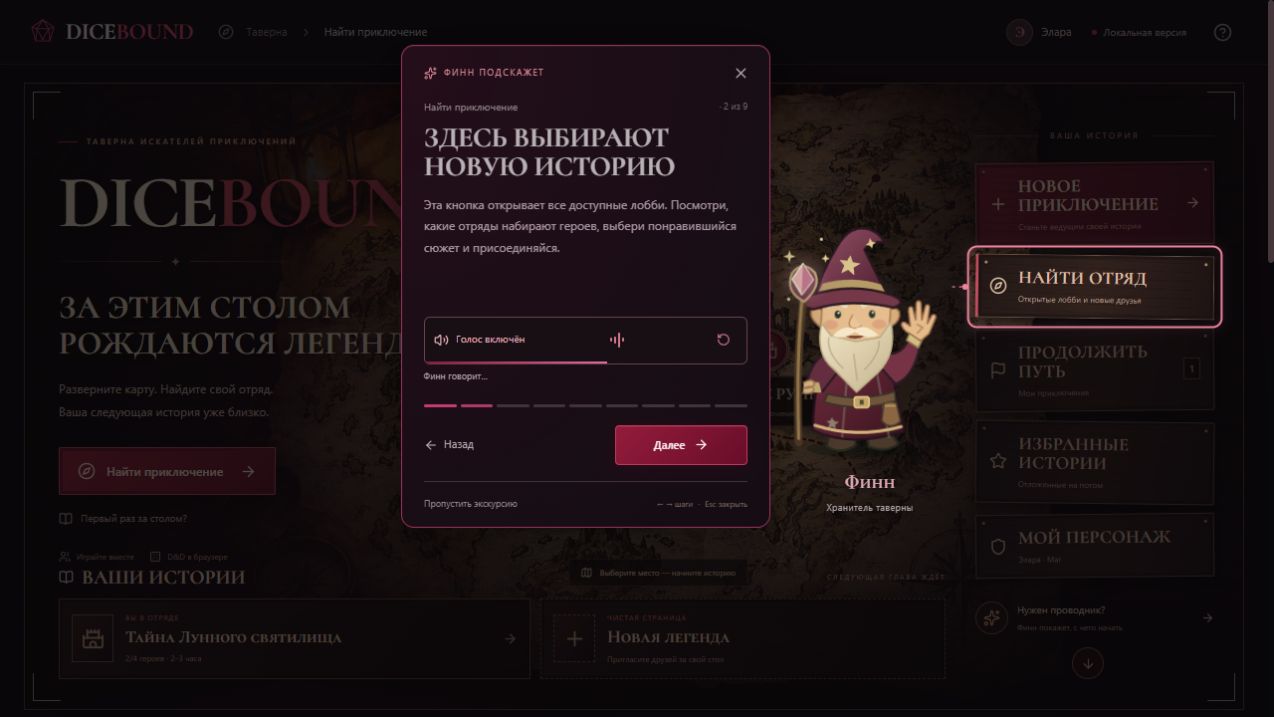 DICEBOUND
Таверна
Найти приключение
Э
Элара
Локальная версия
ФИНН ПОДСКАЖЕТ
Найти приключение
2 из 9
ЗДЕСЬ ВЫБИРАЮТ
НОВУЮ ИСТОРИЮ
Эта кнопка открывает все доступные лобби. Посмотри,
какие отряды набирают героев, выбери понравившийся
сюжет и присоединяйся.
Голос включён
Финн говорит...
Назад
Далее
Пропустить экскурсию
← → шаги · Esc закрыть
ТАВЕРНА ИСКАТЕЛЕЙ ПРИКЛЮЧЕНИЙ
DICEBOUN
ЗА ЭТИМ СТОЛОМ
РОЖДАЮТСЯ ЛЕГЕНД
Разверните карту. Найдите свой отряд.
Ваша следующая история уже близко.
Найти приключение
Первый раз за столом?
Играйте вместе
D&D в браузере
ВАШИ ИСТОРИИ
ВЫ В ОТРЯДЕ
Тайна Лунного святилища
2/4 героев · 2–3 часа
Выберите место — начните историю
СЛЕДУЮЩАЯ ГЛАВА ЖДЁТ
ЧИСТАЯ СТРАНИЦА
Новая легенда
Пригласите друзей за свой стол
Финн
Хранитель таверны
ВАША ИСТОРИЯ
НОВОЕ
ПРИКЛЮЧЕНИЕ
Станьте ведущим своей истории
НАЙТИ ОТРЯД
Открытые лобби и новые друзья
ПРОДОЛЖИТЬ
ПУТЬ
Мои приключения
1
ИЗБРАННЫЕ
ИСТОРИИ
Отложенные на потом
МОЙ ПЕРСОНАЖ
Элара · Маг
Нужен проводник?
Финн покажет, с чего начать